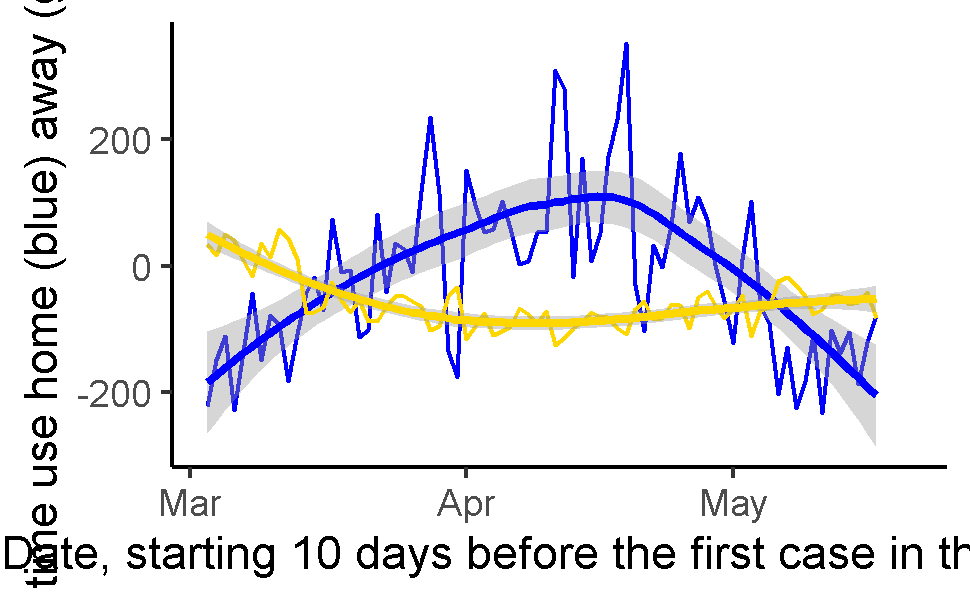 time use home (blue) away (
200
0
-200
Mar Apr May
Date, starting 10 days before the first case in th